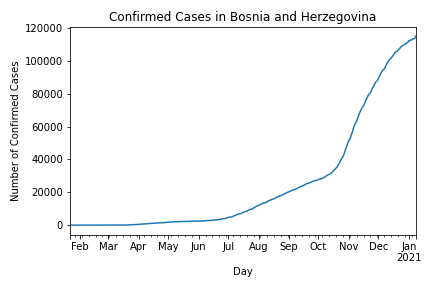 Confirmed Cases in Bosnia and Herzegovina
Number of Confirmed Cases
120000
100000
80000
60000
40000
20000
0
Feb Mar Apr May Jun Jul Aug Sep Oct Nov Dec Jan
2021
Day